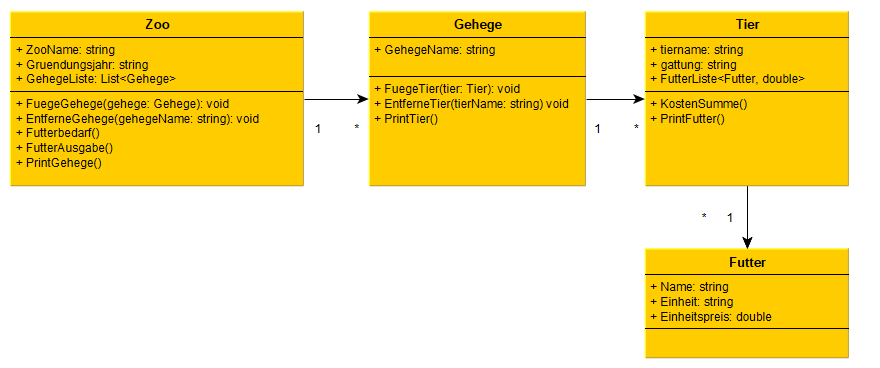 Zoo
+ ZooName: string
+ Gruendungsjahr: string
+ GehegeListe: List<Gehege>
+ FuegeGehege(gehege: Gehege): void
+ EntferneGehege(gehegeName: string): void
+ Futterbedarf()
+ FutterAusgabe()
+ PrintGehege()
1
*
Gehege
+ GehegeName: string
+ FuegeTier(tier: Tier): void
+ EntferneTier(tierName: string) void
+ PrintTier()
1
*
Tier
+ tiername: string
+ gattung: string
+ FutterListe<Futter, double>
+ KostenSumme()
+ PrintFutter()
* 1
Futter
+ Name: string
+ Einheit: string
+ Einheitspreis: double